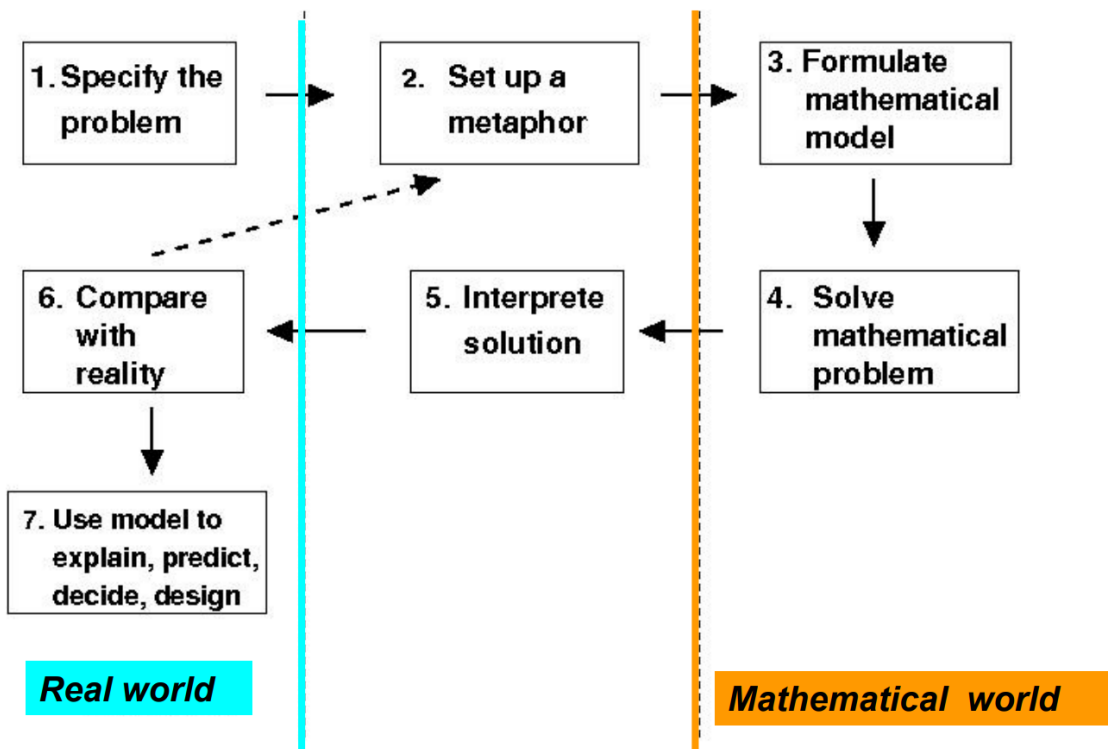 1. Specify the
problem
2. Set up a
metaphor
3. Formulate
mathematical
model
6. Compare
with
reality
5. Interprete
solution
4. Solve
mathematical
problem
7. Use model to
explain, predict,
decide, design
Real world
Mathematical world